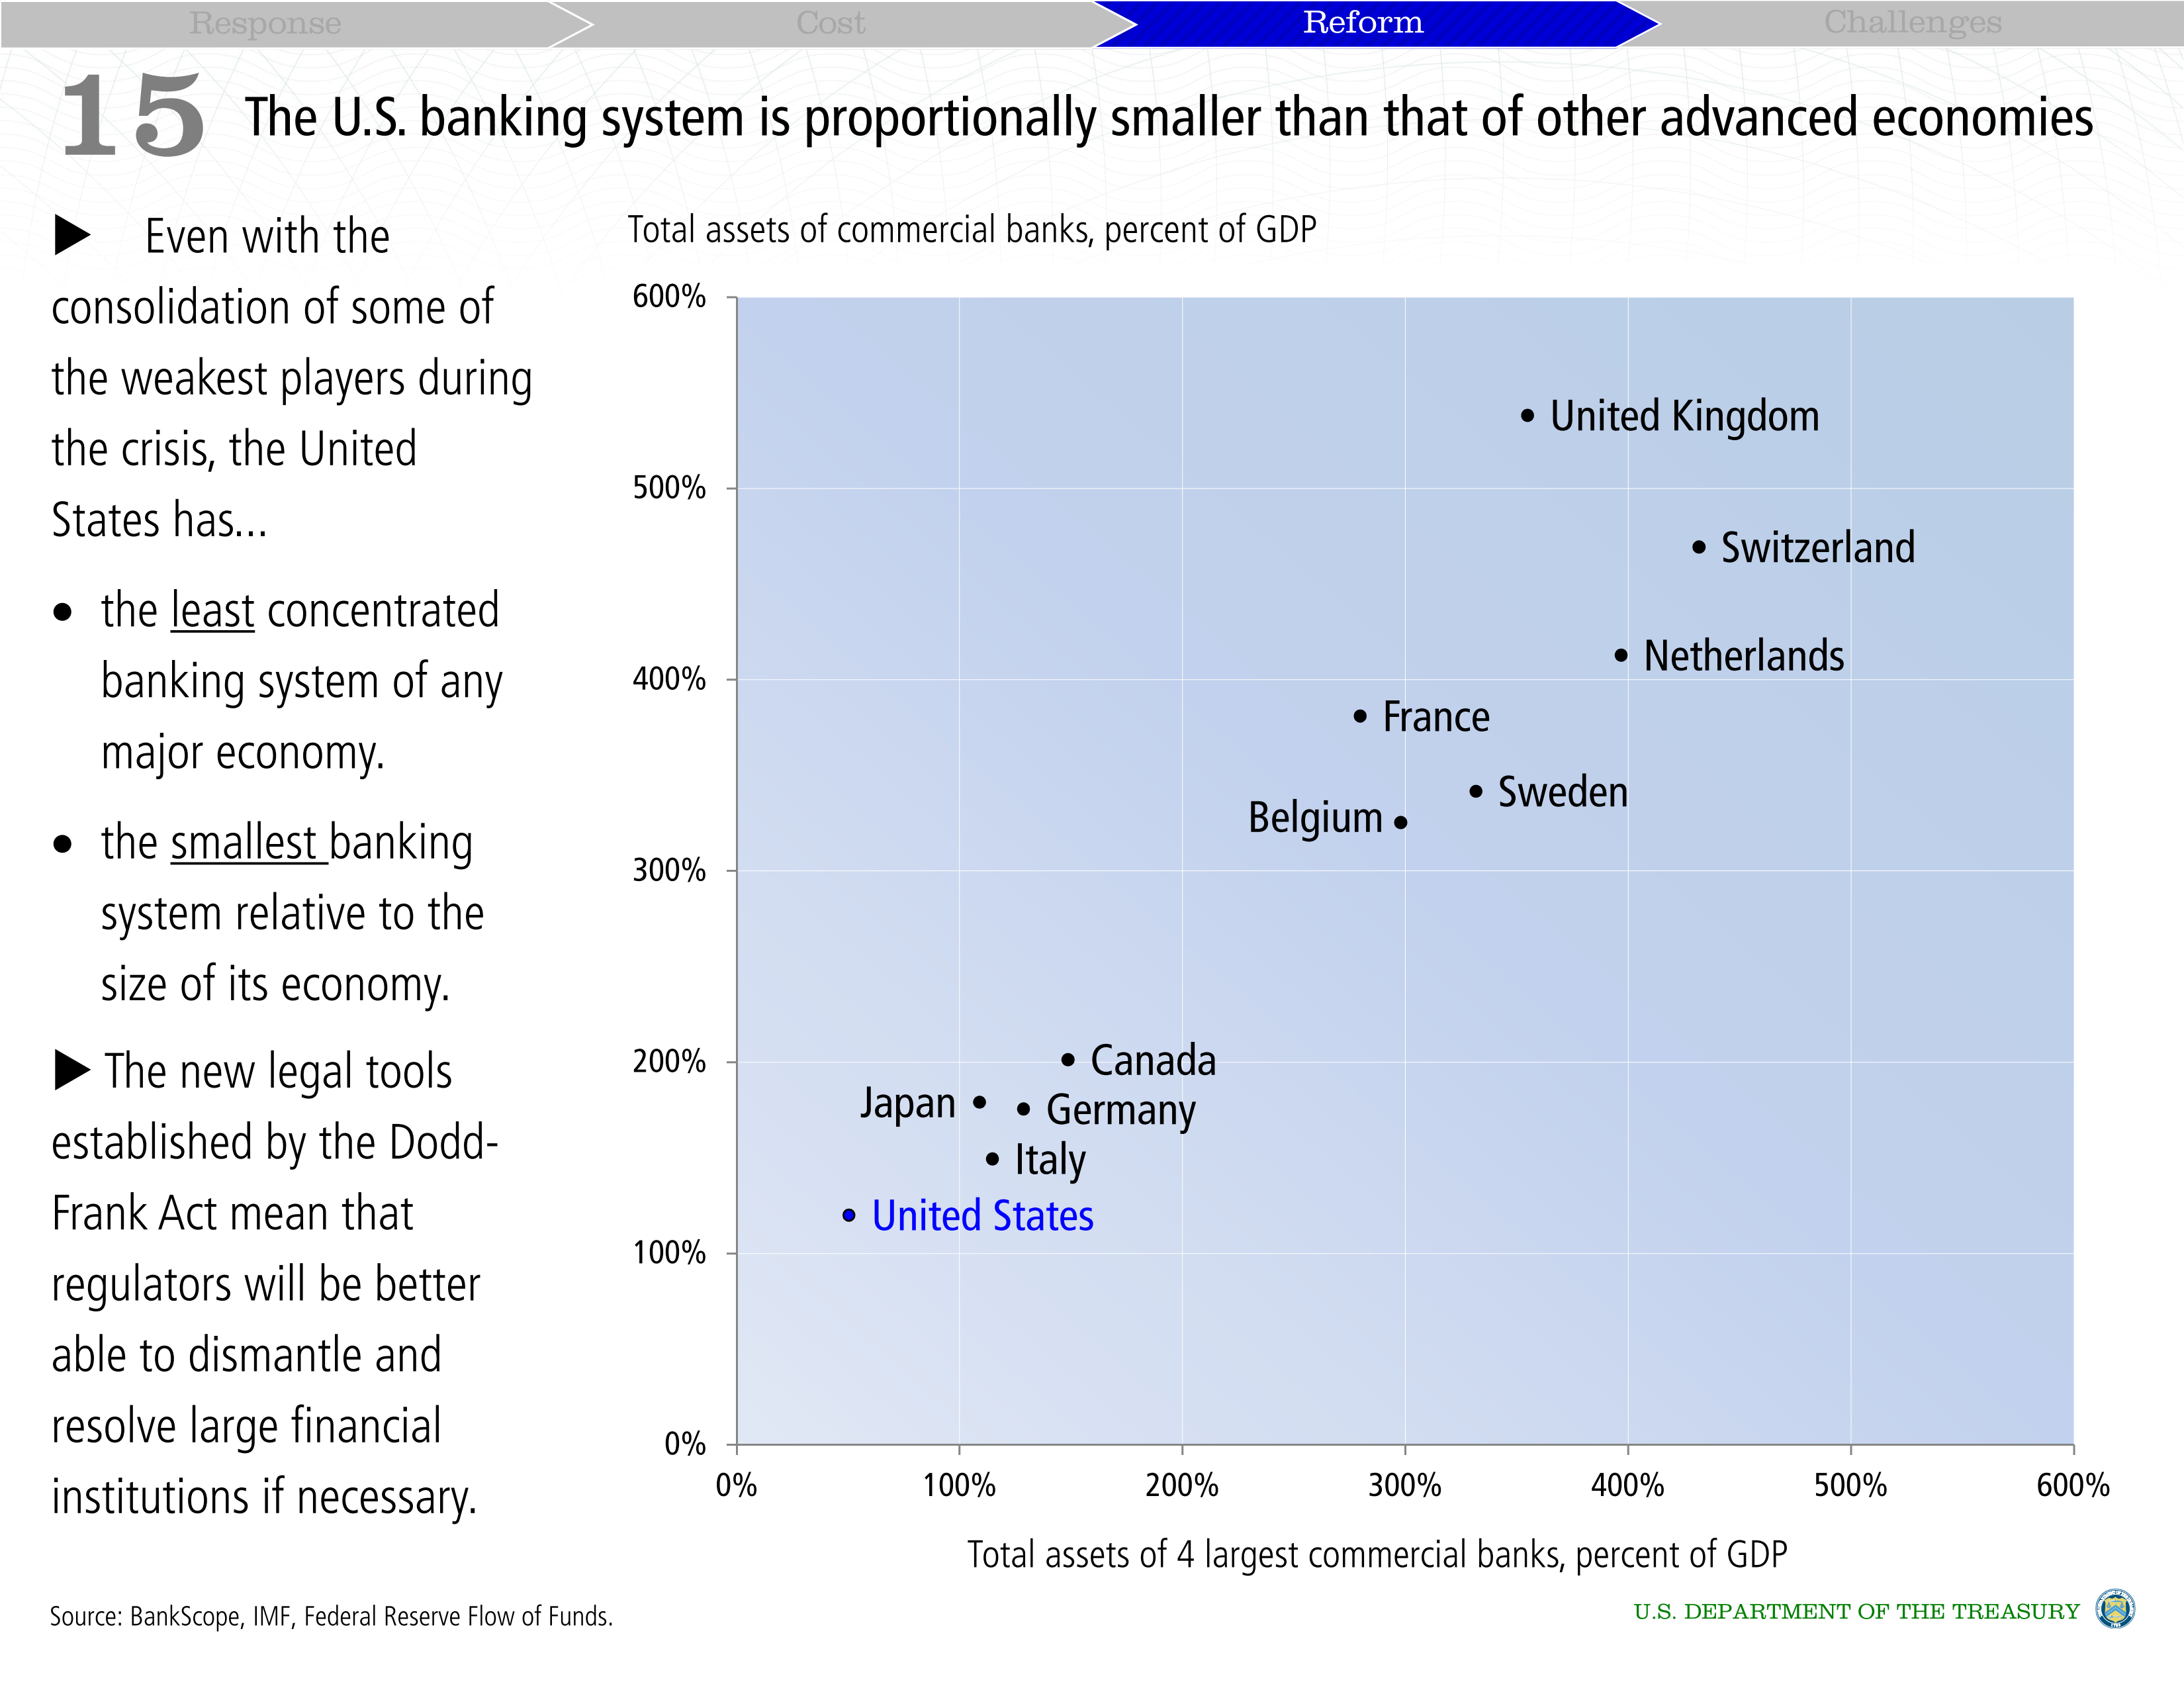 Response
Cost
Reform
Challenges
15
The U.S. banking system is proportionally smaller than that of other advanced economies
▶ Even with the
consolidation of some of
the weakest players during
the crisis, the United
States has...
• the least concentrated
banking system of any
major economy.
• the smallest banking
system relative to the
size of its economy.
▶ The new legal tools
established by the Dodd-
Frank Act mean that
regulators will be better
able to dismantle and
resolve large financial
institutions if necessary.
Total assets of commercial banks, percent of GDP
600%
500%
400%
300%
200%
100%
0%
United Kingdom
Switzerland
Netherlands
France
Sweden
Belgium
Canada
Japan
Germany
Italy
United States
0%
100%
200%
300%
400%
500%
600%
Total assets of 4 largest commercial banks, percent of GDP
Source: BankScope, IMF, Federal Reserve Flow of Funds.
U.S. DEPARTMENT OF THE TREASURY